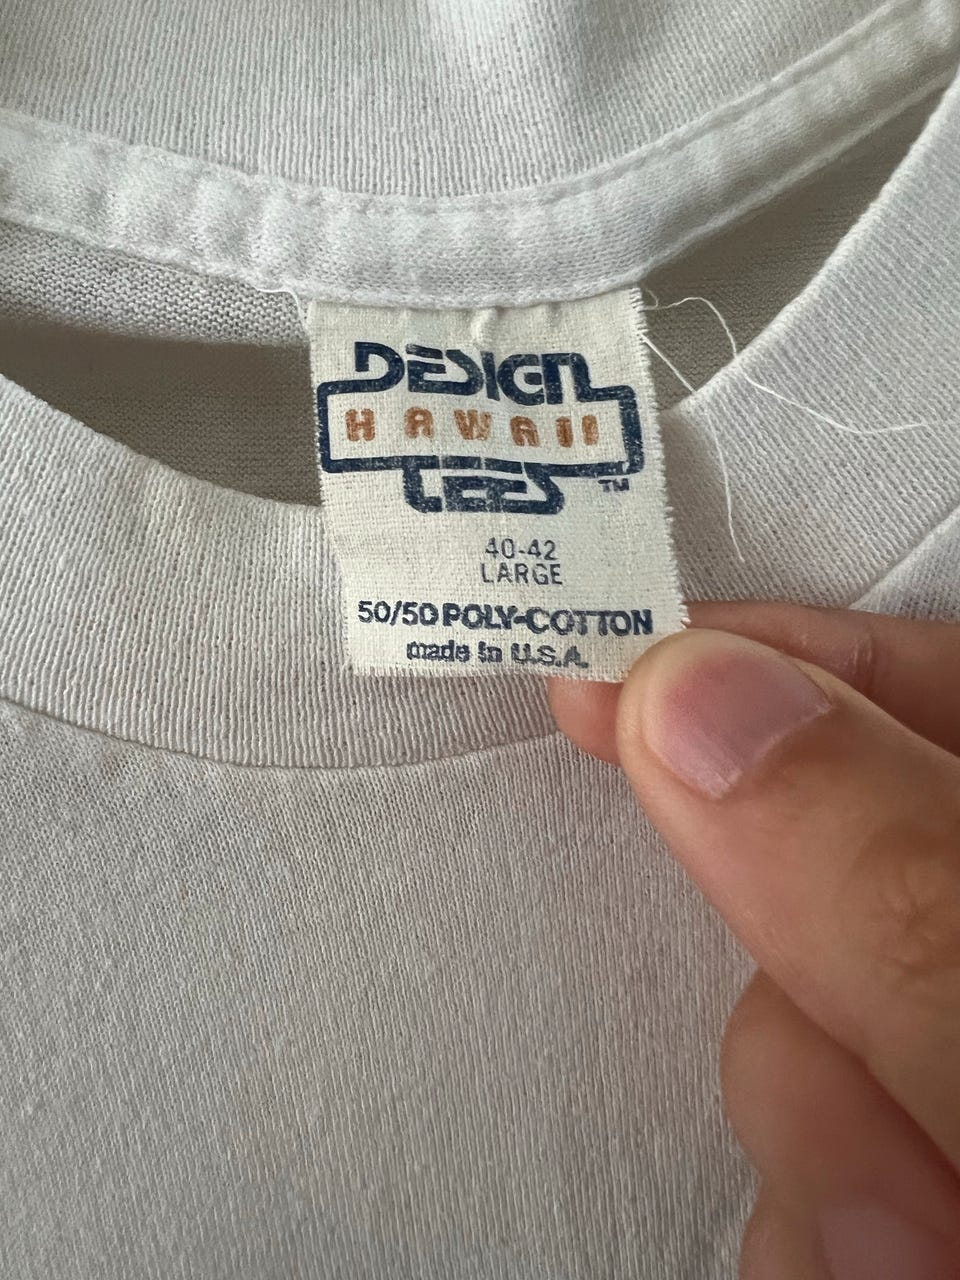 DESIGN
HAWAII
TEES TM
40-42
LARGE
50/50 POLY-COTTON
made in U.S.A.